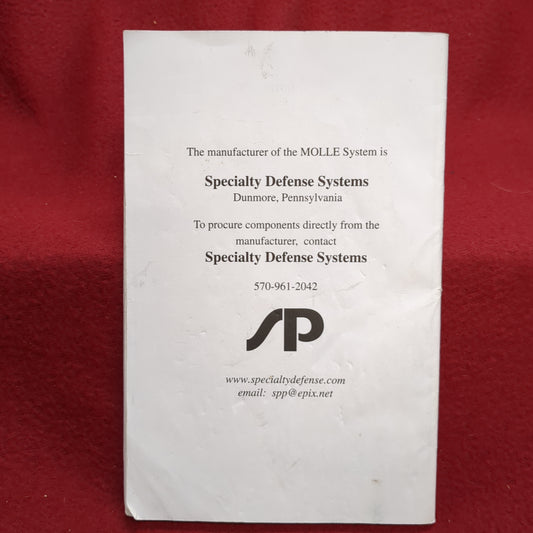 The manufacturer of the MOLLE System is
Specialty Defense Systems
Dunmore, Pennsylvania
To procure components directly from the
manufacturer, contact
Specialty Defense Systems
570-961-2042
SP
www.specialtydefense.com
email: spp@epix.net